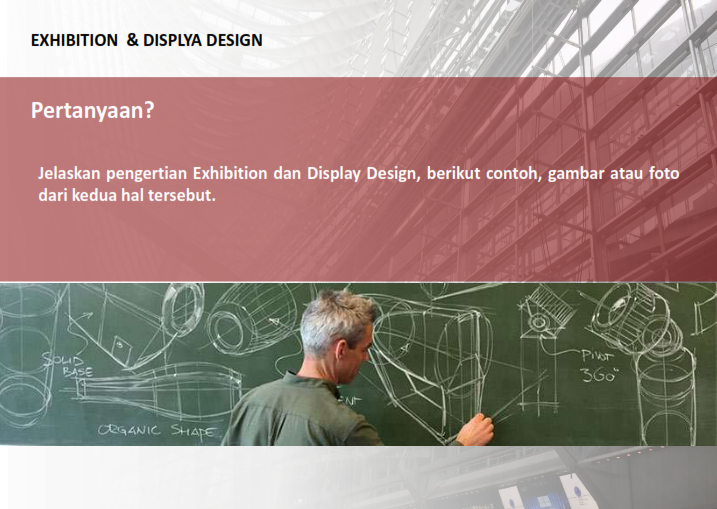 EXHIBITION & DISPLYA DESIGN
Pertanyaan?
Jelaskan pengertian Exhibition dan Display Design, berikut contoh, gambar atau foto
dari kedua hal tersebut.
SOLID
BASE
ORGANIC SHAPE
PIVOT
360°